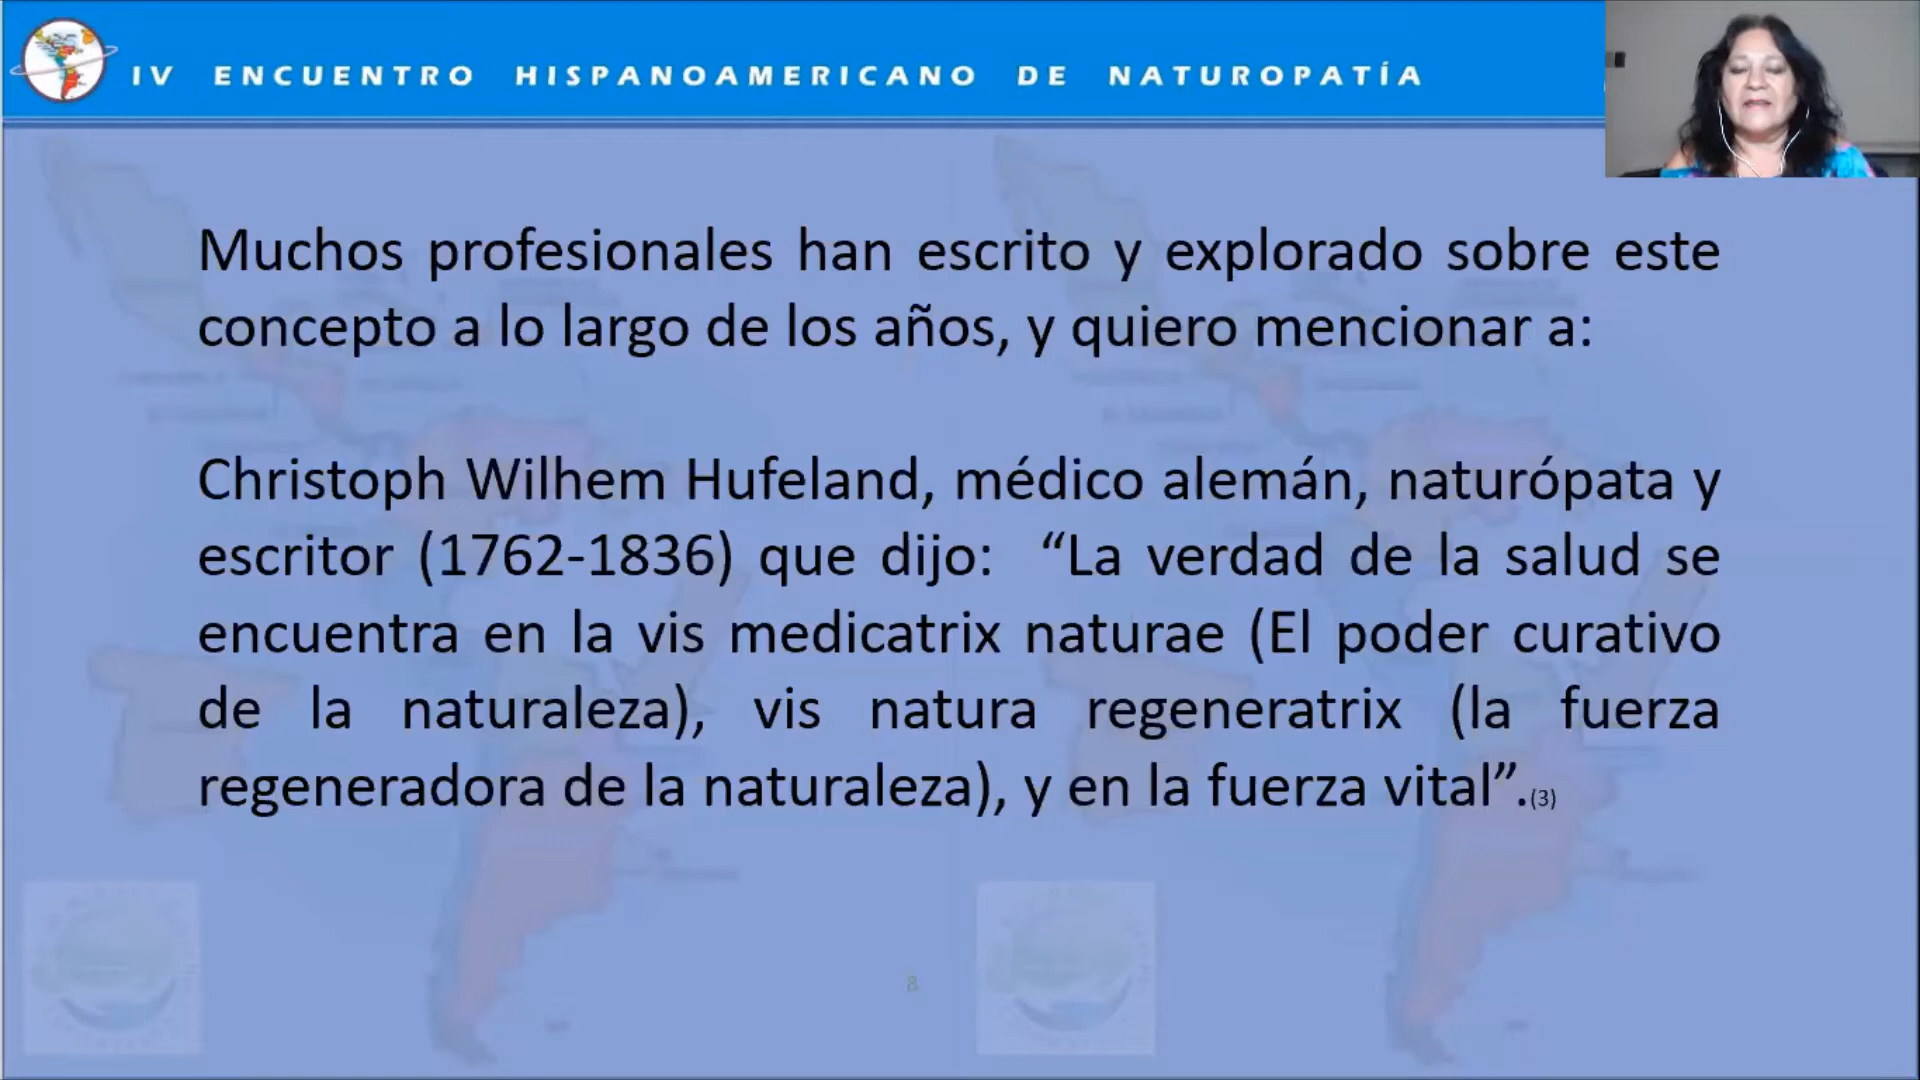 IV ENCUENTRO HISPANOAMERICANO DE NATUROPATÍA
Muchos profesionales han escrito y explorado sobre este
concepto a lo largo de los años, y quiero mencionar a:
Christoph Wilhem Hufeland, médico alemán, naturópata y
escritor (1762-1836) que dijo: “La verdad de la salud se
encuentra en la vis medicatrix naturae (El poder curativo
de la naturaleza), vis natura regeneratrix (la fuerza
regeneradora de la naturaleza), y en la fuerza vital”.(3)
8